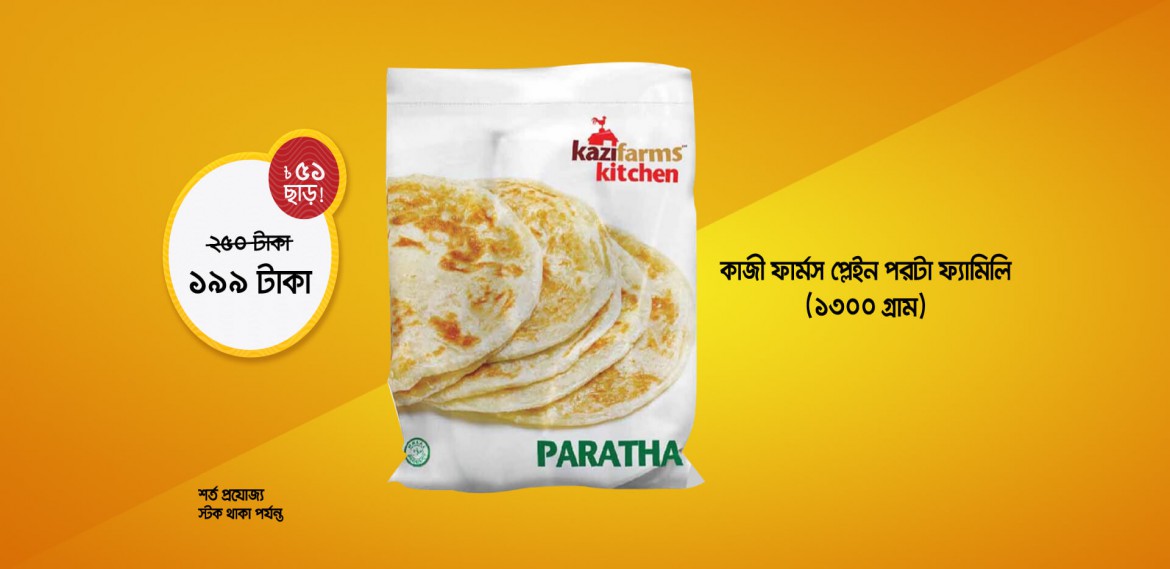 ৳ ৫১
ছাড়!
২৫০ টাকা
১৯৯ টাকা
kazifarms
kitchen
PARATHA
কাজী ফার্মস প্লেইন পরটা ফ্যামিলি
(১৩০০ গ্রাম)
শর্ত প্রযোজ্য
স্টক থাকা পর্যন্ত